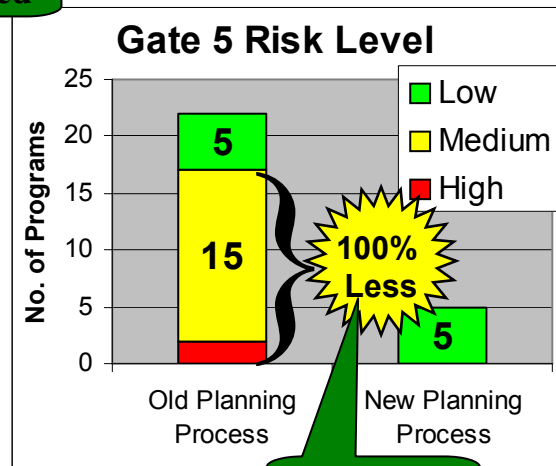 Gate 5 Risk Level
25
20
15
10
5
0
No. of Programs
Low
Medium
High
5
15
100%
Less
5
Old Planning
Process
New Planning
Process